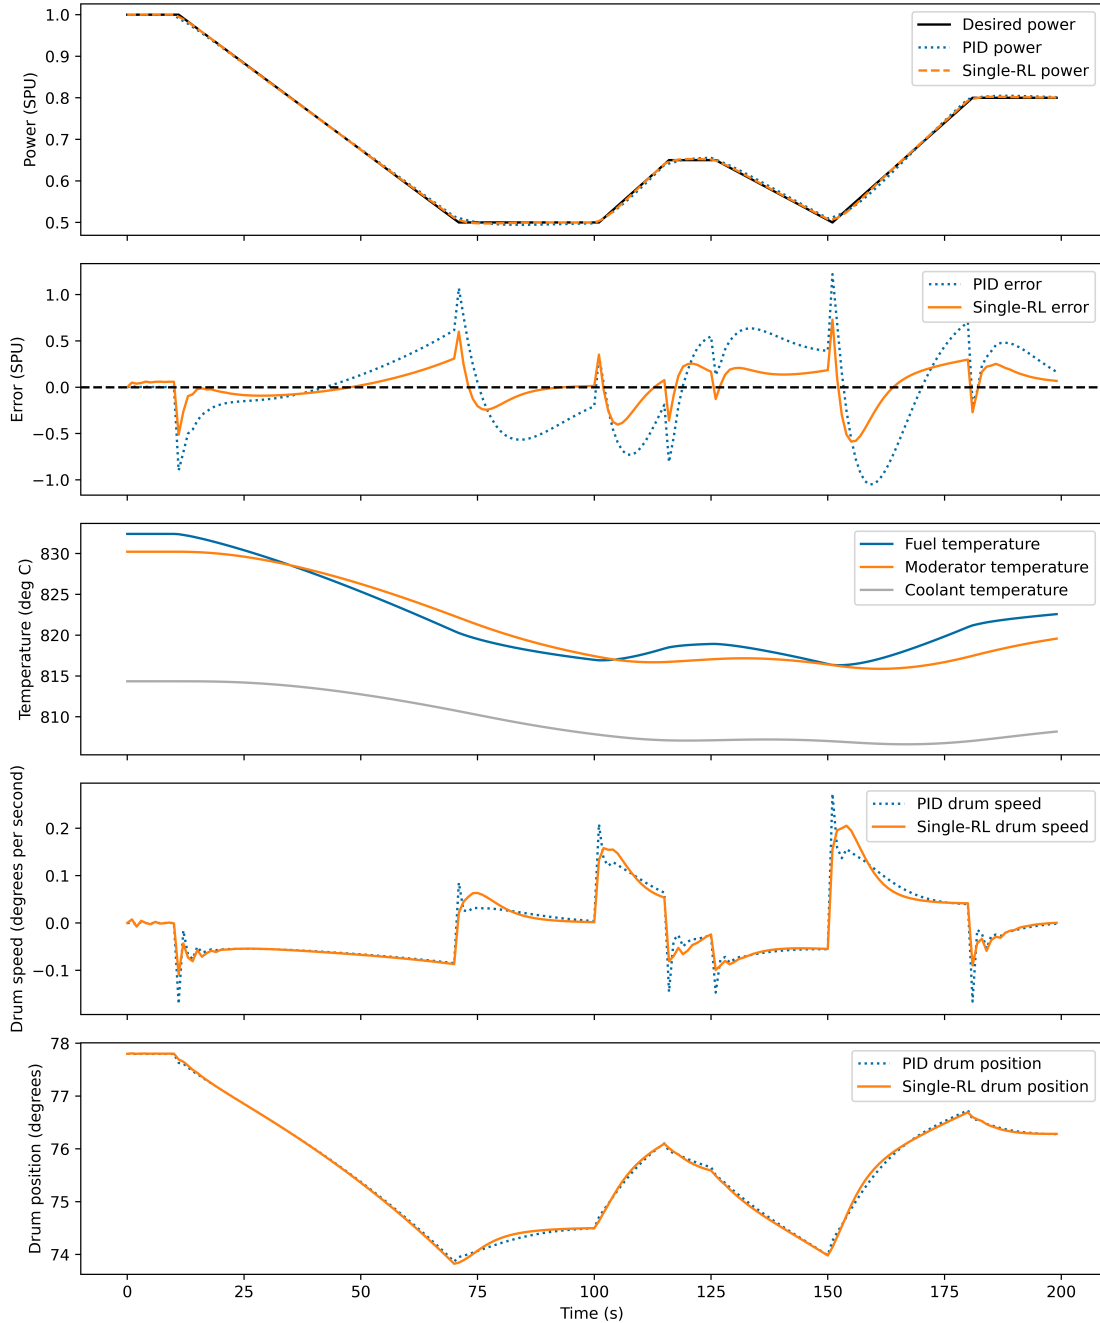 1.0
0.9
0.8
0.7
0.6
0.5
Power (SPU)
Desired power
PID power
Single-RL power
1.0
0.5
0.0
−0.5
−1.0
Error (SPU)
PID error
Single-RL error
830
825
820
815
810
Temperature (deg C)
Fuel temperature
Moderator temperature
Coolant temperature
0.2
0.1
0.0
−0.1
Drum speed (degrees per second)
PID drum speed
Single-RL drum speed
78
77
76
75
74
Drum position (degrees)
PID drum position
Single-RL drum position
0 25 50 75 100 125 150 175 200
Time (s)